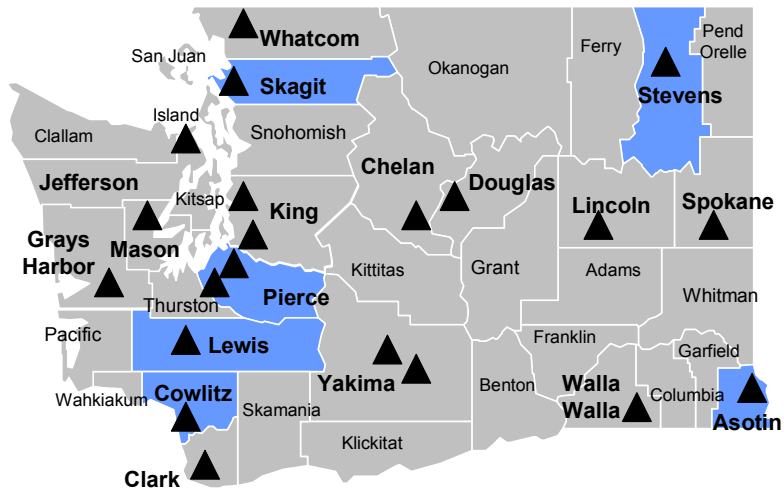 Whatcom
San Juan
Skagit
Okanogan
Ferry
Pend
Orelle
Stevens
Island
Clallam
Snohomish
Jefferson
Kitsap
Chelan
Douglas
King
Lincoln
Spokane
Grays
Harbor
Mason
Kittitas
Grant
Adams
Thurston
Pierce
Whitman
Pacific
Lewis
Franklin
Garfield
Wahkiakum
Cowlitz
Skamania
Yakima
Benton
Walla
Walla
Columbia
Asotin
Klickitat
Clark